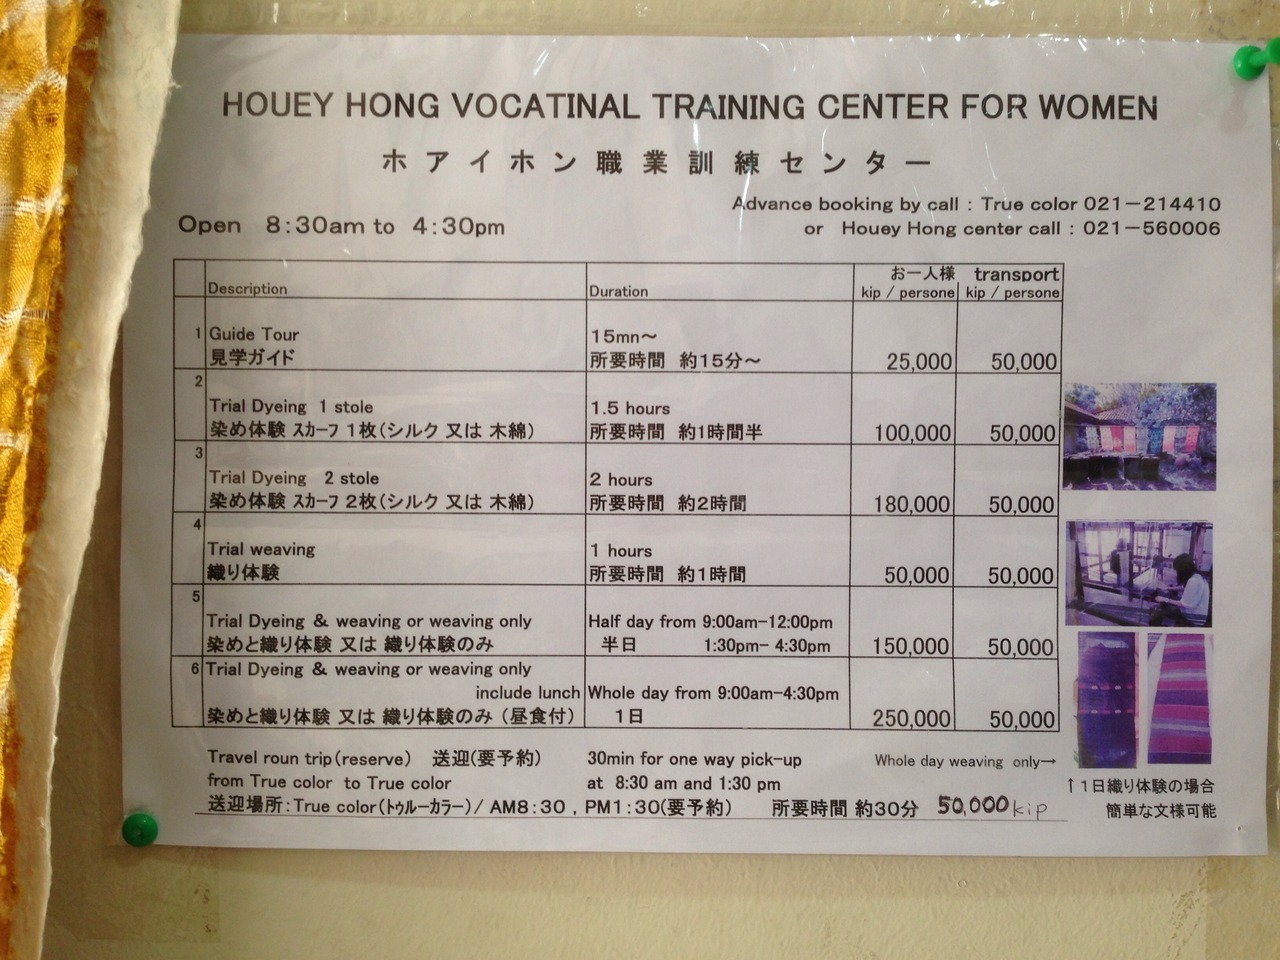 HOUEY HONG VOCATINAL TRAINING CENTER FOR WOMEN
ホアイホン職業訓練センター
Advance booking by call : True color 021-214410
Open 8:30am to 4:30pm
or Houey Hong center call : 021-560006
お一人様 transport
Description Duration kip / persone kip / persone
1 Guide Tour 15mn～
見学ガイド 所要時間 約15分～ 25,000 50,000
2
Trial Dyeing 1 stole 1.5 hours
染め体験 スカーフ 1枚(シルク 又は 木綿) 所要時間 約1時間半 100,000 50,000
3
Trial Dyeing 2 stole 2 hours
染め体験 スカーフ 2枚(シルク 又は 木綿) 所要時間 約2時間 180,000 50,000
4
Trial weaving 1 hours
織り体験 所要時間 約1時間 50,000 50,000
5
Trial Dyeing & weaving or weaving only Half day from 9:00am-12:00pm
染めと織り体験 又は 織り体験のみ 半日 1:30pm- 4:30pm 150,000 50,000
6 Trial Dyeing & weaving or weaving only
include lunch Whole day from 9:00am-4:30pm
染めと織り体験 又は 織り体験のみ (昼食付) 1日 250,000 50,000
Travel roun trip(reserve) 送迎(要予約) 30min for one way pick-up Whole day weaving only→
from True color to True color at 8:30 am and 1:30 pm ↑1日織り体験の場合
送迎場所:True color(トゥルーカラー)/ AM8:30 , PM1:30(要予約) 所要時間 約30分 50,000 kip 簡単な文様可能